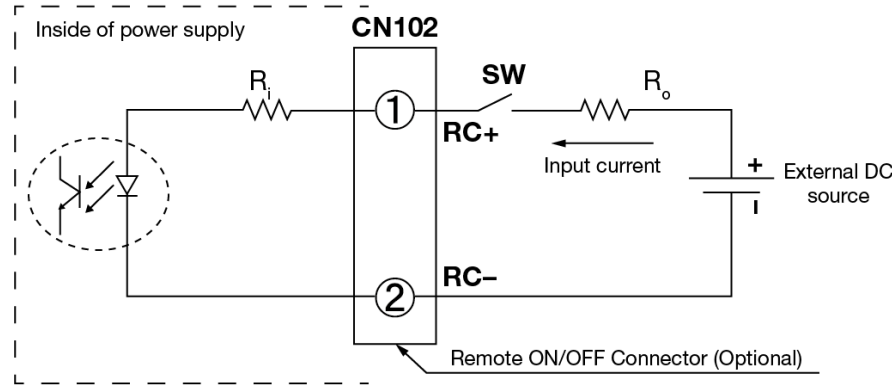 Inside of power supply
CN102
Ri
1
SW
Ro
RC+
Input current
+
External DC
source
2
RC−
Remote ON/OFF Connector (Optional)